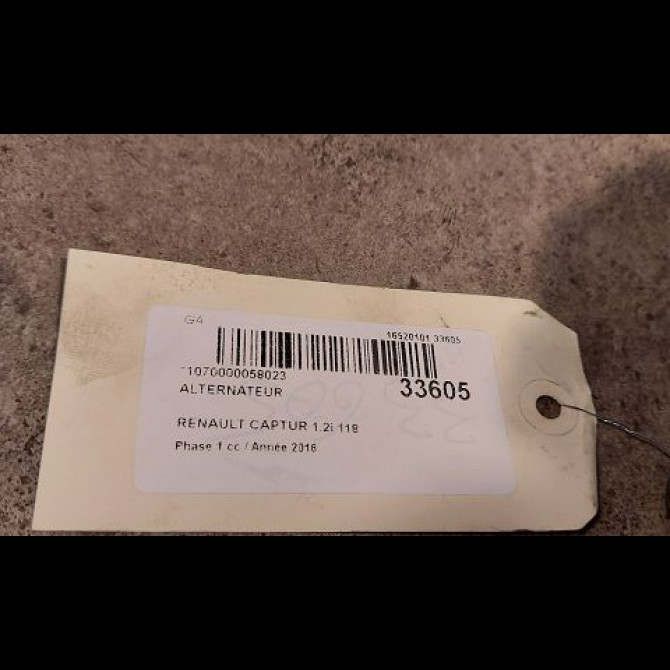 G4
16520101 33605
*1070000058023
33605
ALTERNATEUR
RENAULT CAPTUR 1.2i 118
Phase 1 cc / Année 2016